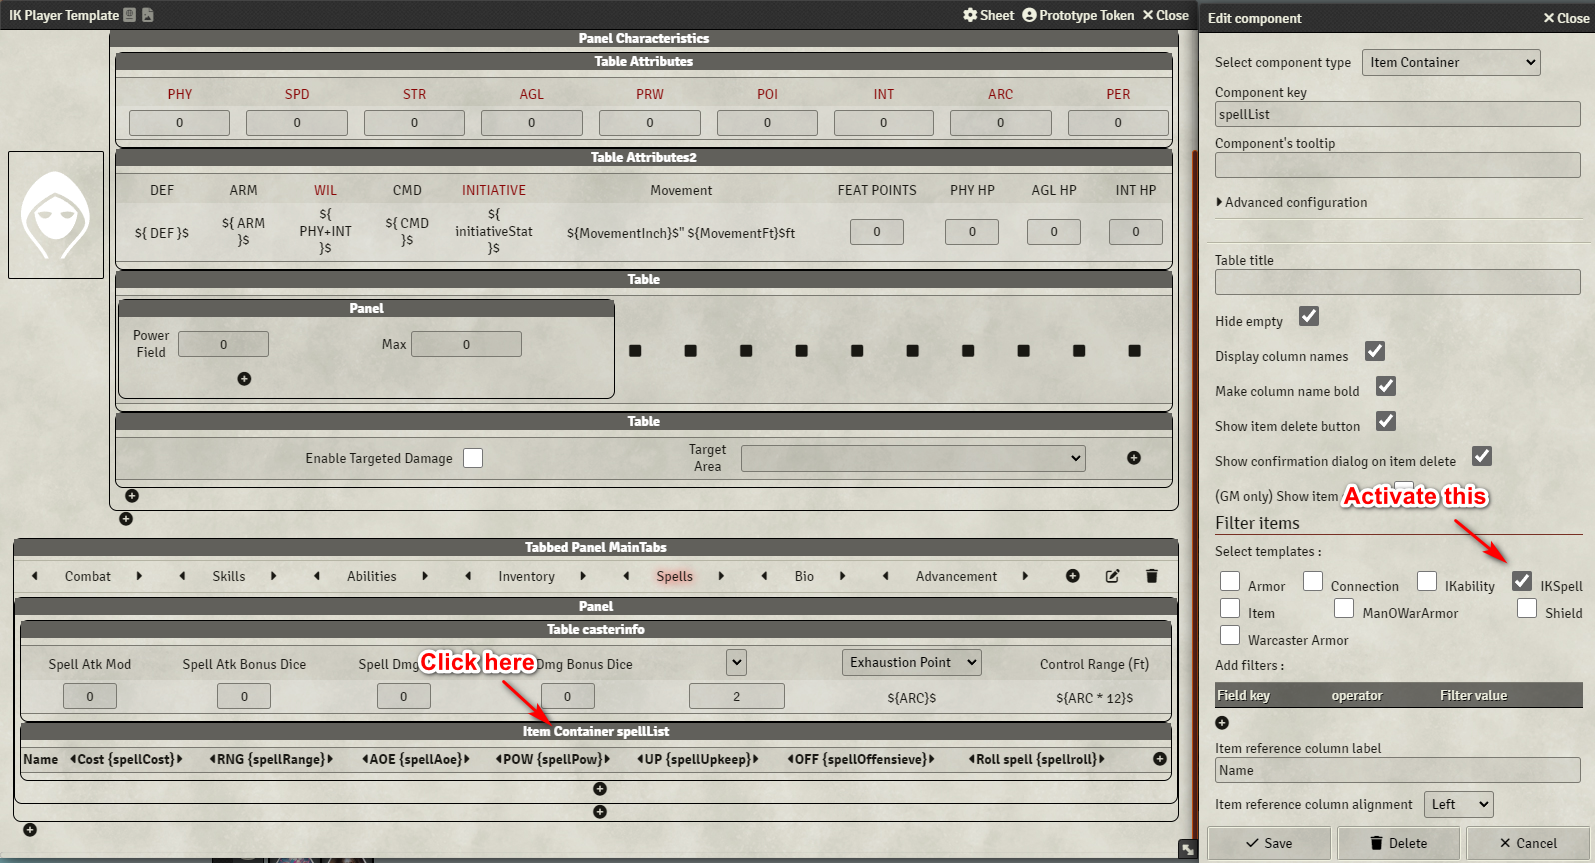 IK Player Template
Sheet
Prototype Token
Close
Panel Characteristics
Table Attributes
PHY SPD STR AGL PRW POI INT ARC PER
0 0 0 0 0 0 0 0 0
Table Attributes2
DEF ARM WIL CMD INITIATIVE Movement FEAT POINTS PHY HP AGL HP INT HP
${ DEF }$
${ ARM
}$
${
PHY+INT
}$
${ CMD
}$
${
initiativeStat
}$
${MovementInch}$" ${MovementFt}$ft
0 0 0 0
Table
Panel
Power
Field
0
Max
0
Table
Enable Targeted Damage
Target
Area
Tabbed Panel MainTabs
Combat Skills Abilities Inventory Spells Bio Advancement
Panel
Table casterinfo
Spell Atk Mod
Spell Atk Bonus Dice
Spell Dmg
Click here
Dmg Bonus Dice
Exhaustion Point
Control Range (Ft)
0 0 0 0 2 ${ARC}$ ${ARC * 12}$
Item Container spellList
Name Cost {spellCost} RNG {spellRange} AOE {spellAoe} POW {spellPow} UP {spellUpkeep} OFF {spellOffensieve} Roll spell {spellroll}
Edit component
Close
Select component type
Item Container
Component key
spellList
Component's tooltip
Advanced configuration
Table title
Hide empty
Display column names
Make column name bold
Show item delete button
Show confirmation dialog on item delete
(GM only) Show item
Activate this
Filter items
Select templates :
Armor Connection IKability IKSpell
Item ManOWarArmor Shield
Warcaster Armor
Add filters :
Field key operator Filter value
Item reference column label
Name
Item reference column alignment
Left
Save
Delete
Cancel